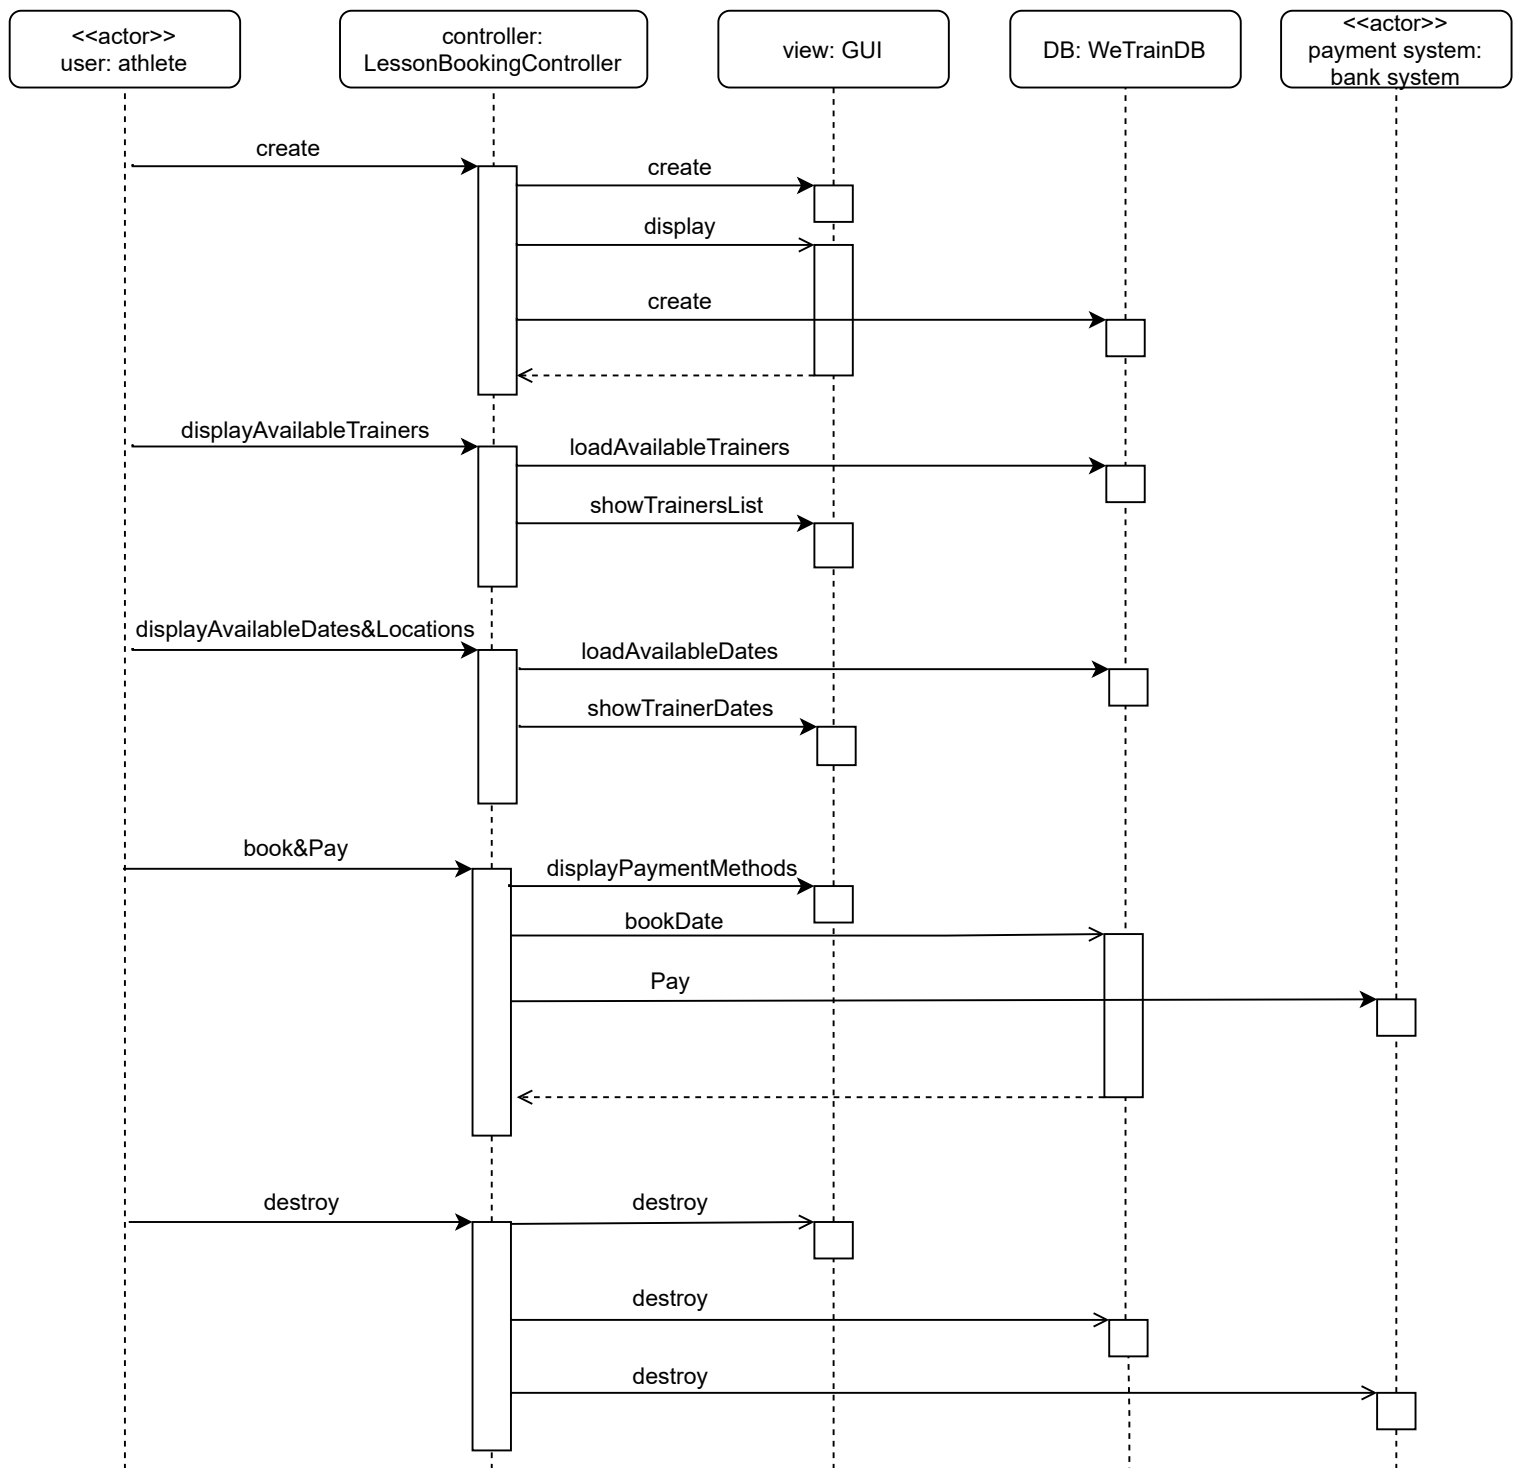 <<actor>>
user: athlete
controller:
LessonBookingController
view: GUI
DB: WeTrainDB
<<actor>>
payment system:
bank system
create
create
display
create
displayAvailableTrainers
loadAvailableTrainers
showTrainersList
displayAvailableDates&Locations
loadAvailableDates
showTrainerDates
book&Pay
displayPaymentMethods
bookDate
Pay
destroy
destroy
destroy
destroy